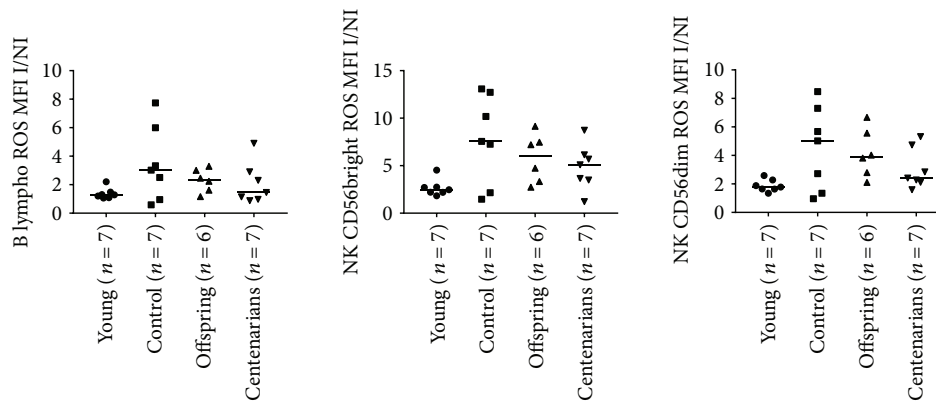 B lympho ROS MFI I/NI
10
8
6
4
2
0
Young (n = 7)
Control (n = 7)
Offspring (n = 6)
Centenarians (n = 7)
NK CD56bright ROS MFI I/NI
15
10
5
0
Young (n = 7)
Control (n = 7)
Offspring (n = 6)
Centenarians (n = 7)
NK CD56dim ROS MFI I/NI
10
8
6
4
2
0
Young (n = 7)
Control (n = 7)
Offspring (n = 6)
Centenarians (n = 7)